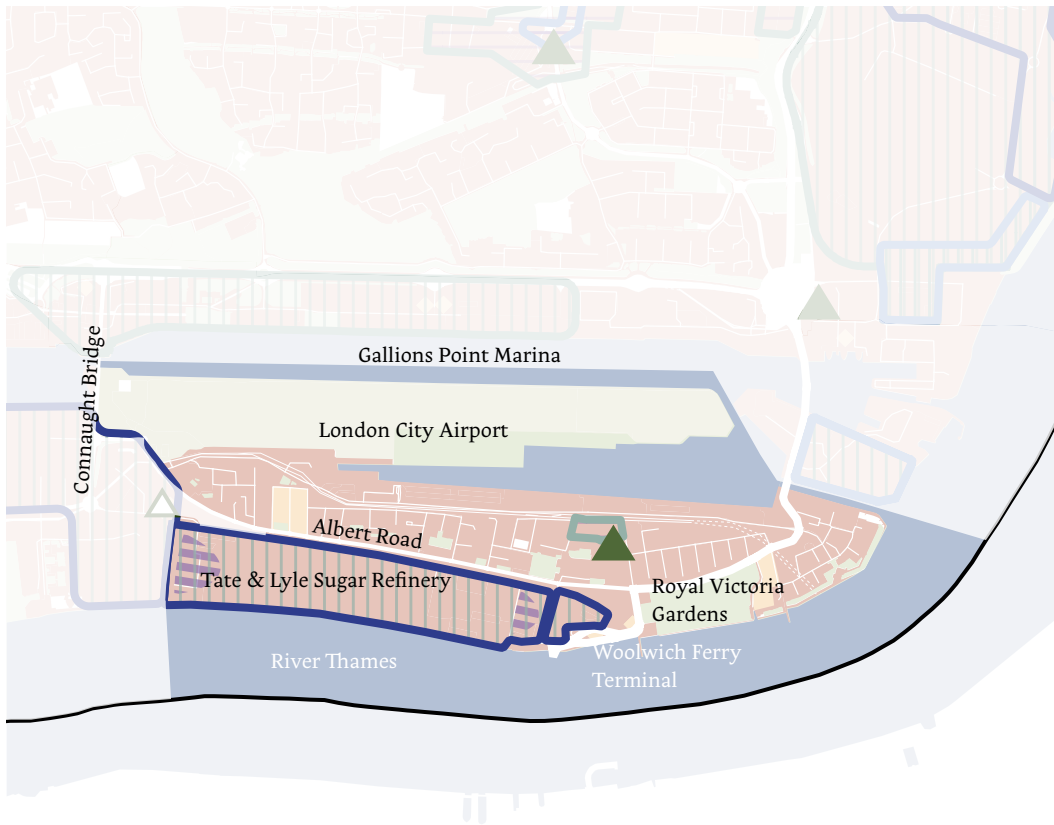 Gallions Point Marina
Connaught Bridge
London City Airport
Albert Road
Tate & Lyle Sugar Refinery
Royal Victoria
Gardens
Woolwich Ferry
Terminal
River Thames